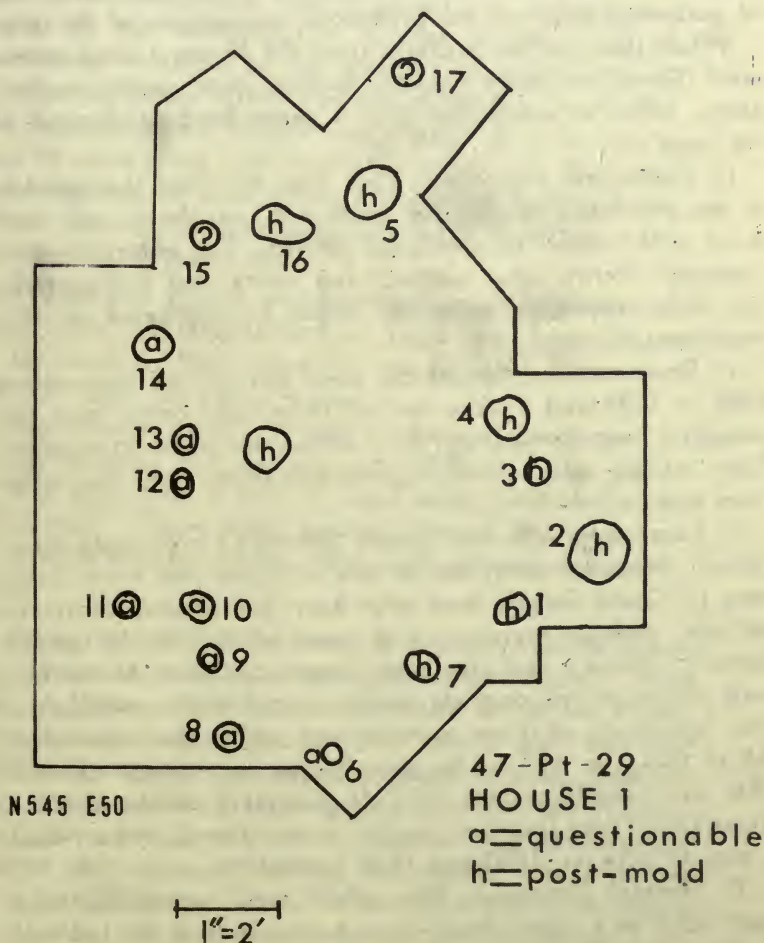 ? 17
h
5
h
16
?
15
a
14
4 h
13 a
h
3 h
12 a
2 h
11 a
a 10
h 1
a 9
h 7
8 a
a 6
N545 E50
47-Pt-29
HOUSE 1
a=questionable
h=post-mold
1"=2'